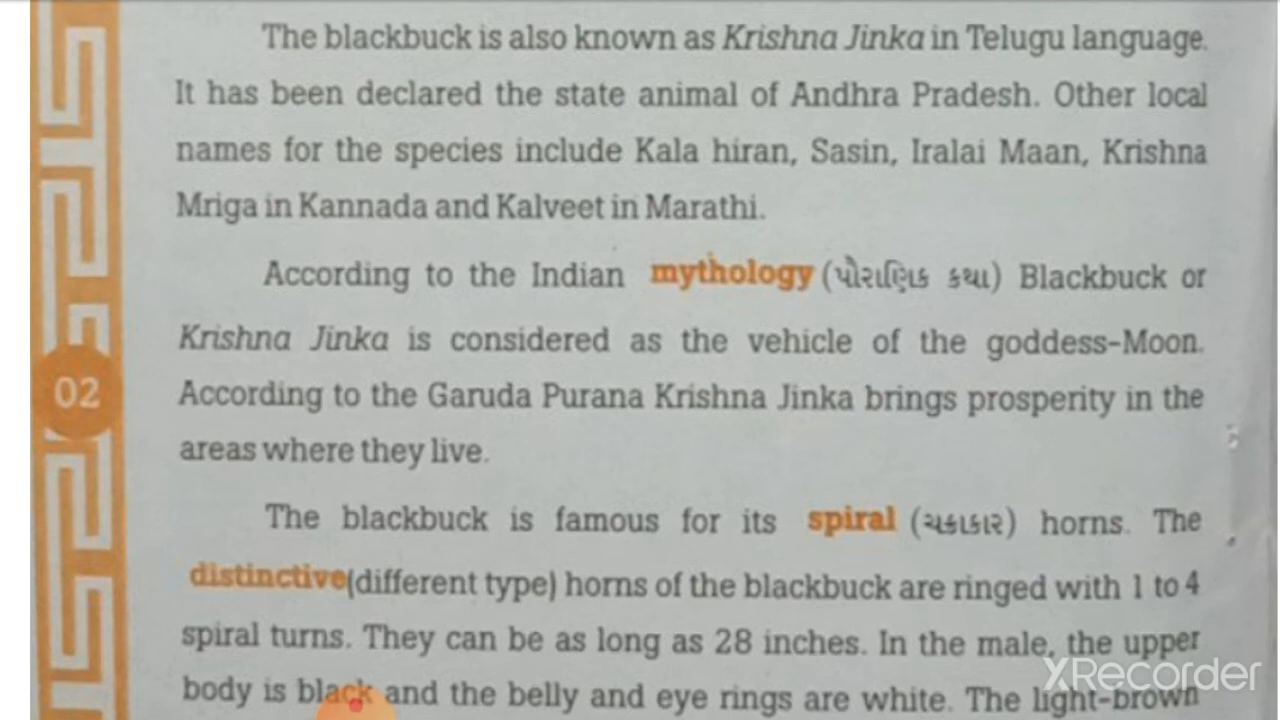 The blackbuck is also known as Krishna Jinka in Telugu language.
It has been declared the state animal of Andhra Pradesh. Other local
names for the species include Kala hiran, Sasin, Iralai Maan, Krishna
Mriga in Kannada and Kalveet in Marathi.
According to the Indian mythology (પૌરાણિક કથા) Blackbuck or
Krishna Jinka is considered as the vehicle of the goddess-Moon.
02
According to the Garuda Purana Krishna Jinka brings prosperity in the
areas where they live.
The blackbuck is famous for its spiral (ચક્રાકાર) horns. The
distinctive(different type) horns of the blackbuck are ringed with 1 to 4
spiral turns. They can be as long as 28 inches. In the male, the upper
body is black and the belly and eye rings are white. The light-brown
XRecorder